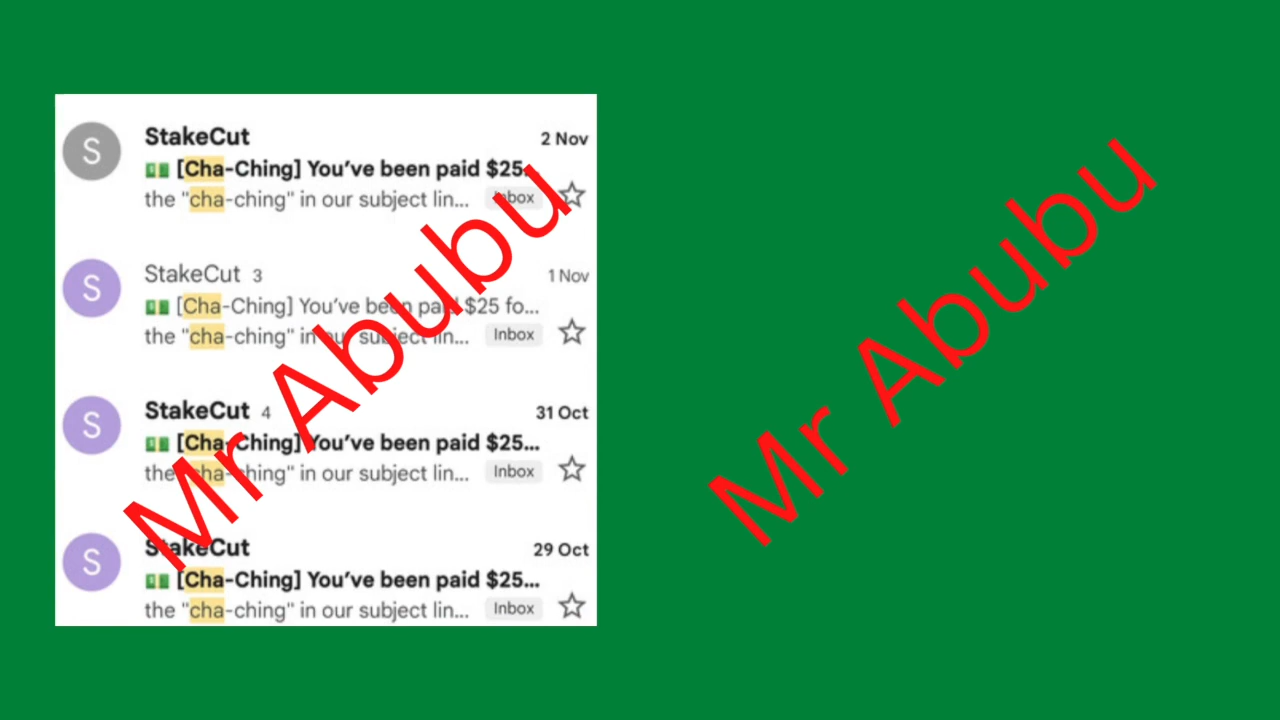 S
StakeCut 2 Nov
[Cha-Ching] You've been paid $25...
the "cha-ching" in our subject lin... Inbox
S
StakeCut 3 1 Nov
[Cha-Ching] You've been paid $25 fo...
the "cha-ching" in our subject lin... Inbox
S
StakeCut 4 31 Oct
[Cha-Ching] You've been paid $25...
the "cha-ching" in our subject lin... Inbox
S
StakeCut 29 Oct
[Cha-Ching] You've been paid $25...
the "cha-ching" in our subject lin... Inbox
Mr Abubu
Mr Abubu